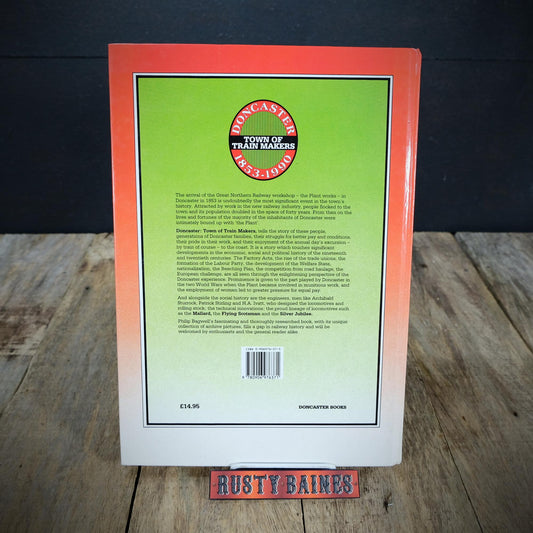 DONCASTER
TOWN OF
TRAIN MAKERS
1853-1990
The arrival of the Great Northern Railway workshop – the Plant works – in
Doncaster in 1853 is undoubtedly the most significant event in the town's
history. Attracted by work in the new railway industry, people flocked to the
town and its population doubled in the space of forty years. From then on the
lives and fortunes of the majority of the inhabitants of Doncaster were
intimately bound up with 'the Plant'.
Doncaster: Town of Train Makers, tells the story of these people,
generations of Doncaster families, their struggle for better pay and conditions,
their pride in their work, and their enjoyment of the annual day's excursion –
by train of course – to the coast. It is a story which touches significant
developments in the economic, social and political history of the nineteenth
and twentieth centuries. The Factory Acts, the rise of the trade unions, the
formation of the Labour Party, the development of the Welfare State,
nationalization, the Beeching Plan, the competition from road haulage, the
European challenge, are all seen through the enlightening perspective of the
Doncaster experience. Prominence is given to the part played by Doncaster in
the two World Wars when the Plant became involved in munitions work, and
the employment of women led to greater pressure for equal pay.
And alongside the social history are the engineers, men like Archibald
Sturrock, Patrick Stirling and H.A. Ivatt, who designed the locomotives and
rolling stock; the technical innovations; the proud lineage of locomotives such
as the Mallard, the Flying Scotsman and the Silver Jubilee.
Philip Bagwell's fascinating and thoroughly researched book, with its unique
collection of archive pictures, fills a gap in railway history and will be
welcomed by enthusiasts and the general reader alike.
£14.95
DONCASTER BOOKS
RUSTY BAINES